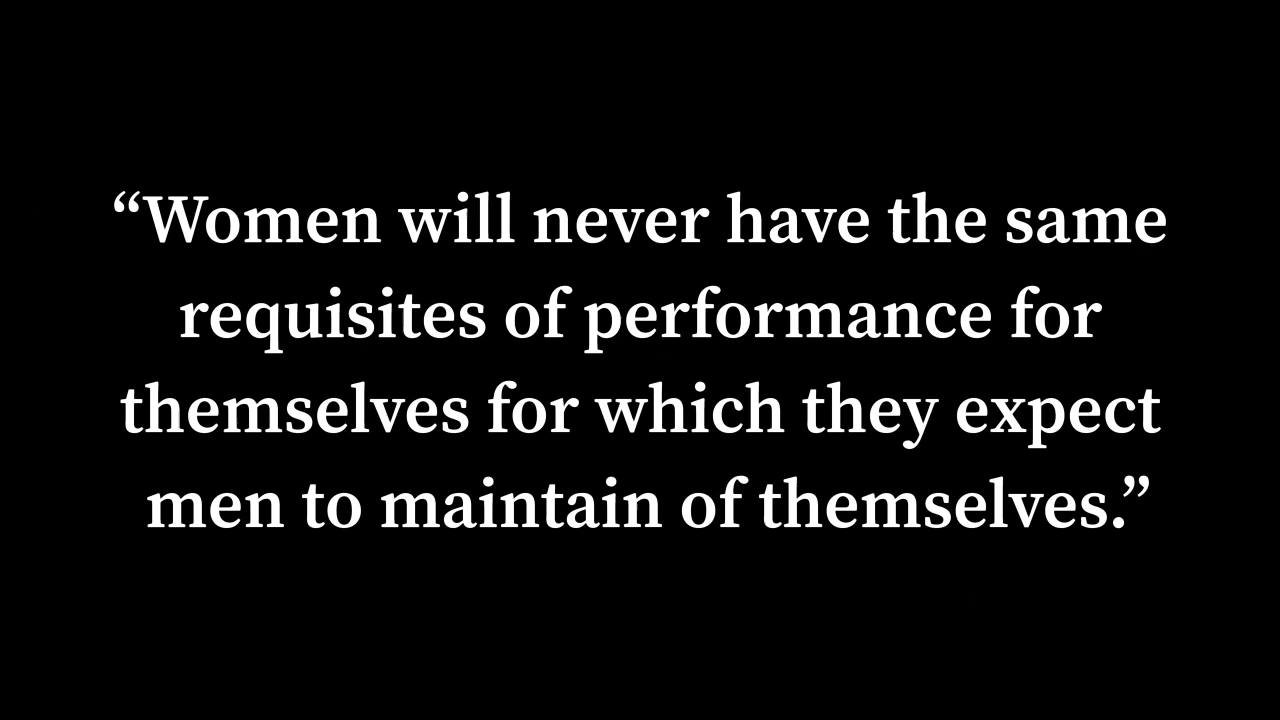 “Women will never have the same
requisites of performance for
themselves for which they expect
men to maintain of themselves.”